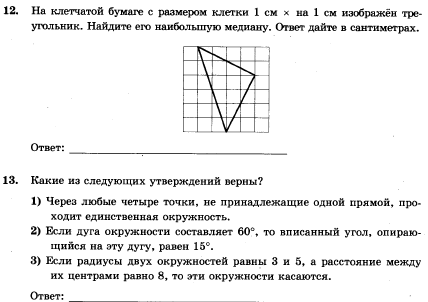 12. На клетчатой бумаге с размером клетки 1 см × на 1 см изображён тре-
угольник. Найдите его наибольшую медиану. Ответ дайте в сантиметрах.
Ответ:
13. Какие из следующих утверждений верны?
1) Через любые четыре точки, не принадлежащие одной прямой, про-
ходит единственная окружность.
2) Если дуга окружности составляет 60°, то вписанный угол, опираю-
щийся на эту дугу, равен 15°.
3) Если радиусы двух окружностей равны 3 и 5, а расстояние между
их центрами равно 8, то эти окружности касаются.
Ответ: